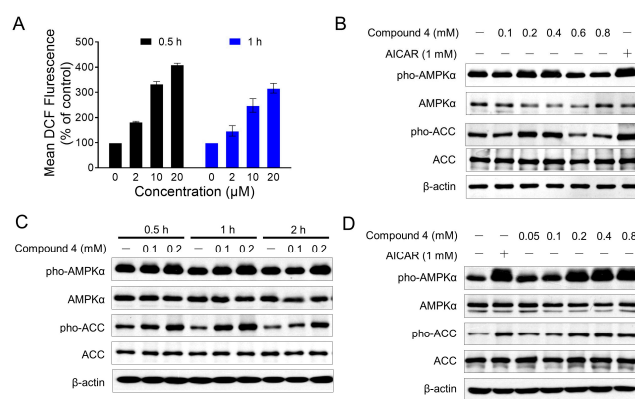 A
Mean DCF Flurescence
(% of control)
500
400
300
200
100
0
0.5 h
1 h
0 2 10 20 0 2 10 20
Concentration (µM)
B
Compound 4 (mM) – 0.1 0.2 0.4 0.6 0.8 –
AICAR (1 mM) +
pho-AMPKα
AMPKα
pho-ACC
ACC
β-actin
C
0.5 h 1 h 2 h
Compound 4 (mM) – 0.1 0.2 – 0.1 0.2 – 0.1 0.2
pho-AMPKα
AMPKα
pho-ACC
ACC
β-actin
D
Compound 4 (mM) – – 0.05 0.1 0.2 0.4 0.8
AICAR (1 mM) +
pho-AMPKα
AMPKα
pho-ACC
ACC
β-actin